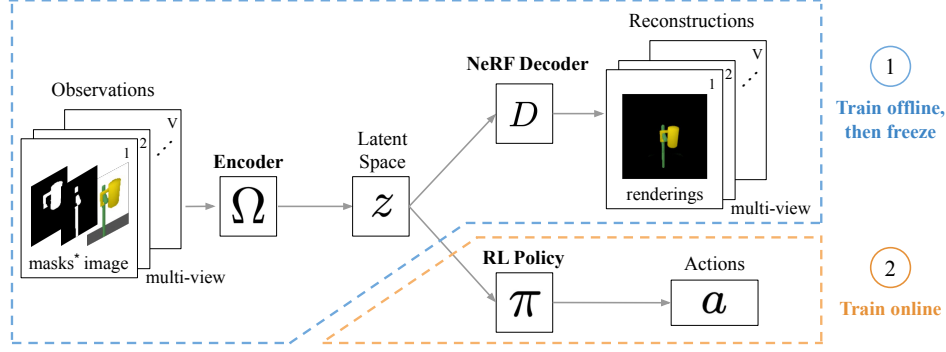 Reconstructions
V
2
1
NeRF Decoder
D
renderings
multi-view
Observations
V
2
1
masks* image
multi-view
Encoder
Ω
Latent
Space
z
RL Policy
π
Actions
a
1
Train offline,
then freeze
2
Train online